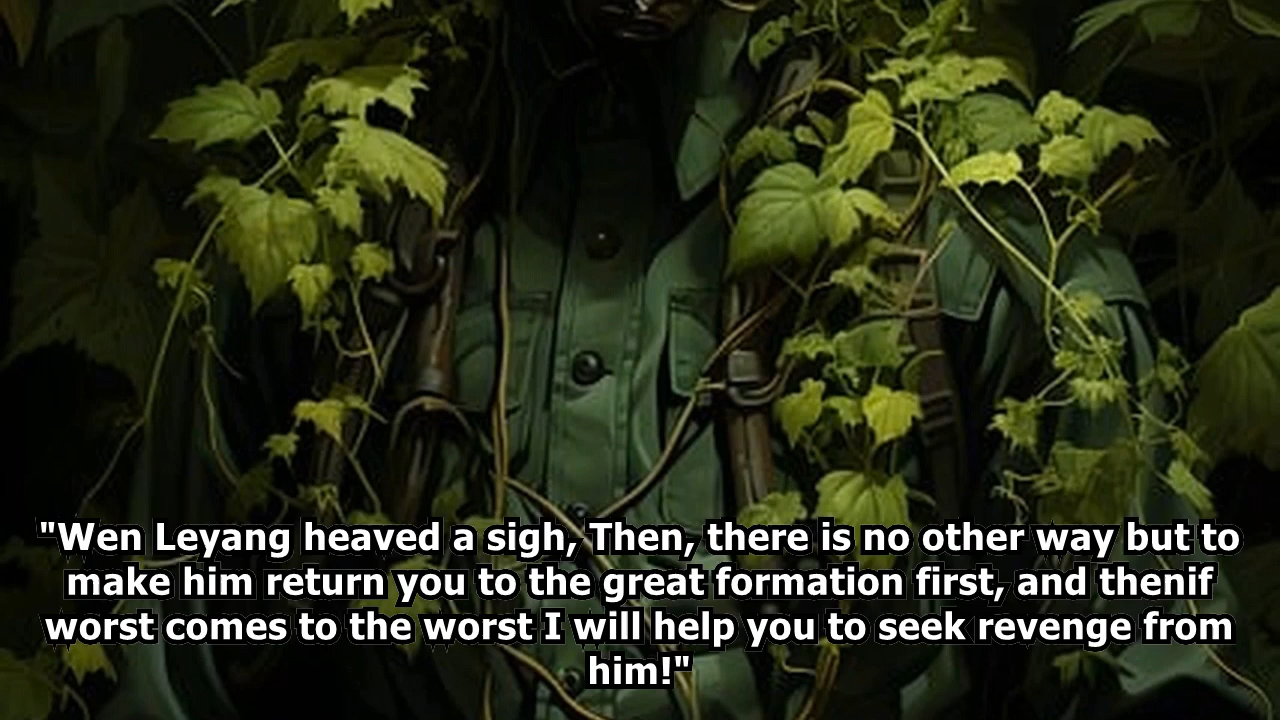 "Wen Leyang heaved a sigh, Then, there is no other way but to
make him return you to the great formation first, and thenif
worst comes to the worst I will help you to seek revenge from
him!"